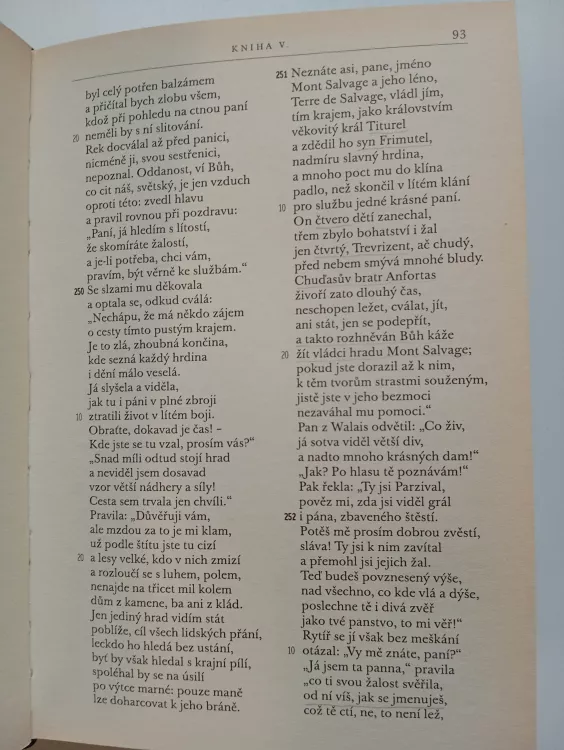 KNIHA V.
93
byl celý potřen balzámem
a přičítal bych zlobu všem,
kdož při pohledu na ctnou paní
20 neměli by s ní slitování.
Rek docválal až před panici,
nicméně ji, svou sestřenici,
nepoznal. Oddanost, ví Bůh,
co cit náš, světský, je jen vzduch
oproti této: zvedl hlavu
a pravil rovnou při pozdravu:
„Paní, já hledím s lítostí,
že skomíráte žalostí,
a je-li potřeba, chci vám,
pravím, být věrně ke službám.“
250 Se slzami mu děkovala
a optala se, odkud cválá:
„Nechápu, že má někdo zájem
o cesty tímto pustým krajem.
Je to zlá, zhoubná končina,
kde sezná každý hrdina
i dění málo veselá.
Já slyšela a viděla,
jak tu i páni v plné zbroji
10 ztratili život v lítém boji.
Obraťte, dokavad je čas! –
Kde jste se tu vzal, prosím vás?“
„Snad míli odtud stojí hrad
a neviděl jsem dosavad
vzor větší nádhery a síly!
Cesta sem trvala jen chvíli.“
Pravila: „Důvěřuji vám,
ale mzdou za to je mi klam,
už podle štítu jste tu cizí
20 a lesy velké, kdo v nich zmizí
a rozloučí se s luhem, polem,
nenajde na třicet mil kolem
dům z kamene, ba ani z klád.
Jen jediný hrad vidím stát
poblíže, cíl všech lidských přání,
leckdo ho hledá bez ustání,
byť by však hledal s krajní pílí,
spoléhal by se na úsilí
po výtce marné: pouze maně
lze doharcovat k jeho bráně.
251 Neznáte asi, pane, jméno
Mont Salvage a jeho léno,
Terre de Salvage, vládl jím,
tím krajem, jako královstvím
věkovitý král Titurel
a zdědil ho syn Frimutel,
nadmíru slavný hrdina,
a mnoho poct mu do klína
padlo, než skončil v lítém klání
10 pro službu jedné krásné paní.
On čtvero dětí zanechal,
třem zbylo bohatství i žal
jen čtvrtý, Trevrizent, ač chudý,
před nebem smývá mnohé bludy.
Chuďasův bratr Anfortas
živoří zato dlouhý čas,
neschopen ležet, cválat, jít,
ani stát, jen se podepřít,
a takto rozhněván Bůh káže
20 žít vládci hradu Mont Salvage;
pokud jste dorazil až k nim,
k těm tvorům strastmi souženým,
jistě jste v jeho bezmoci
nezaváhal mu pomoci.“
Pan z Walais odvětil: „Co živ,
já sotva viděl větší div,
a nadto mnoho krásných dam!“
„Jak? Po hlasu tě poznávám!“
Pak řekla: „Ty jsi Parzival,
pověz mi, zda jsi viděl grál
252 i pána, zbaveného štěstí.
Potěš mě prosím dobrou zvěstí,
sláva! Ty jsi k nim zavítal
a přemohl jsi jejich žal.
Teď budeš povznesený výše,
nad všechno, co kde vlá a dýše,
poslechne tě i divá zvěř
jako tvé panstvo, to mi věř!“
Rytíř se jí však bez meškání
10 otázal: „Vy mě znáte, paní?“
„Já jsem ta panna,“ pravila
„co ti svou žalost svěřila,
od ní víš, jak se jmenuješ,
což tě ctí, ne, to není lež,